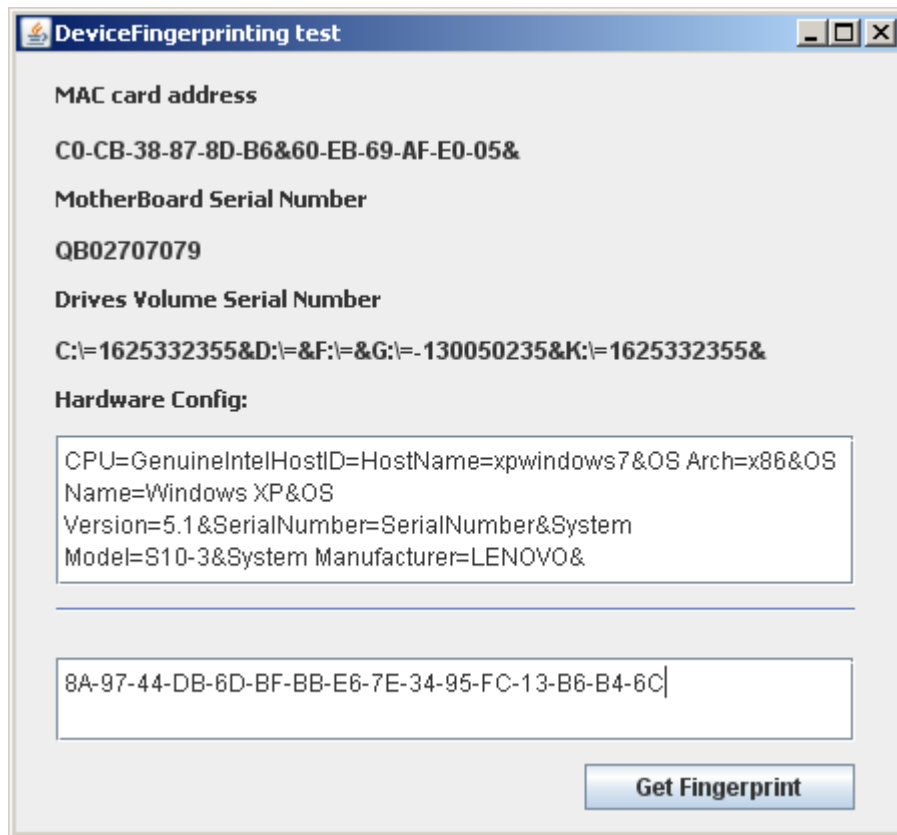 DeviceFingerprinting test
MAC card address
C0-CB-38-87-8D-B6&60-EB-69-AF-E0-05&
MotherBoard Serial Number
QB02707079
Drives Volume Serial Number
C:\=1625332355&D:\=&F:\=&G:\=-130050235&K:\=1625332355&
Hardware Config:
CPU=GenuineIntelHostID=HostName=xpwindows7&OS Arch=x86&OS
Name=Windows XP&OS
Version=5.1&SerialNumber=SerialNumber&System
Model=S10-3&System Manufacturer=LENOVO&
8A-97-44-DB-6D-BF-BB-E6-7E-34-95-FC-13-B6-B4-6C
Get Fingerprint